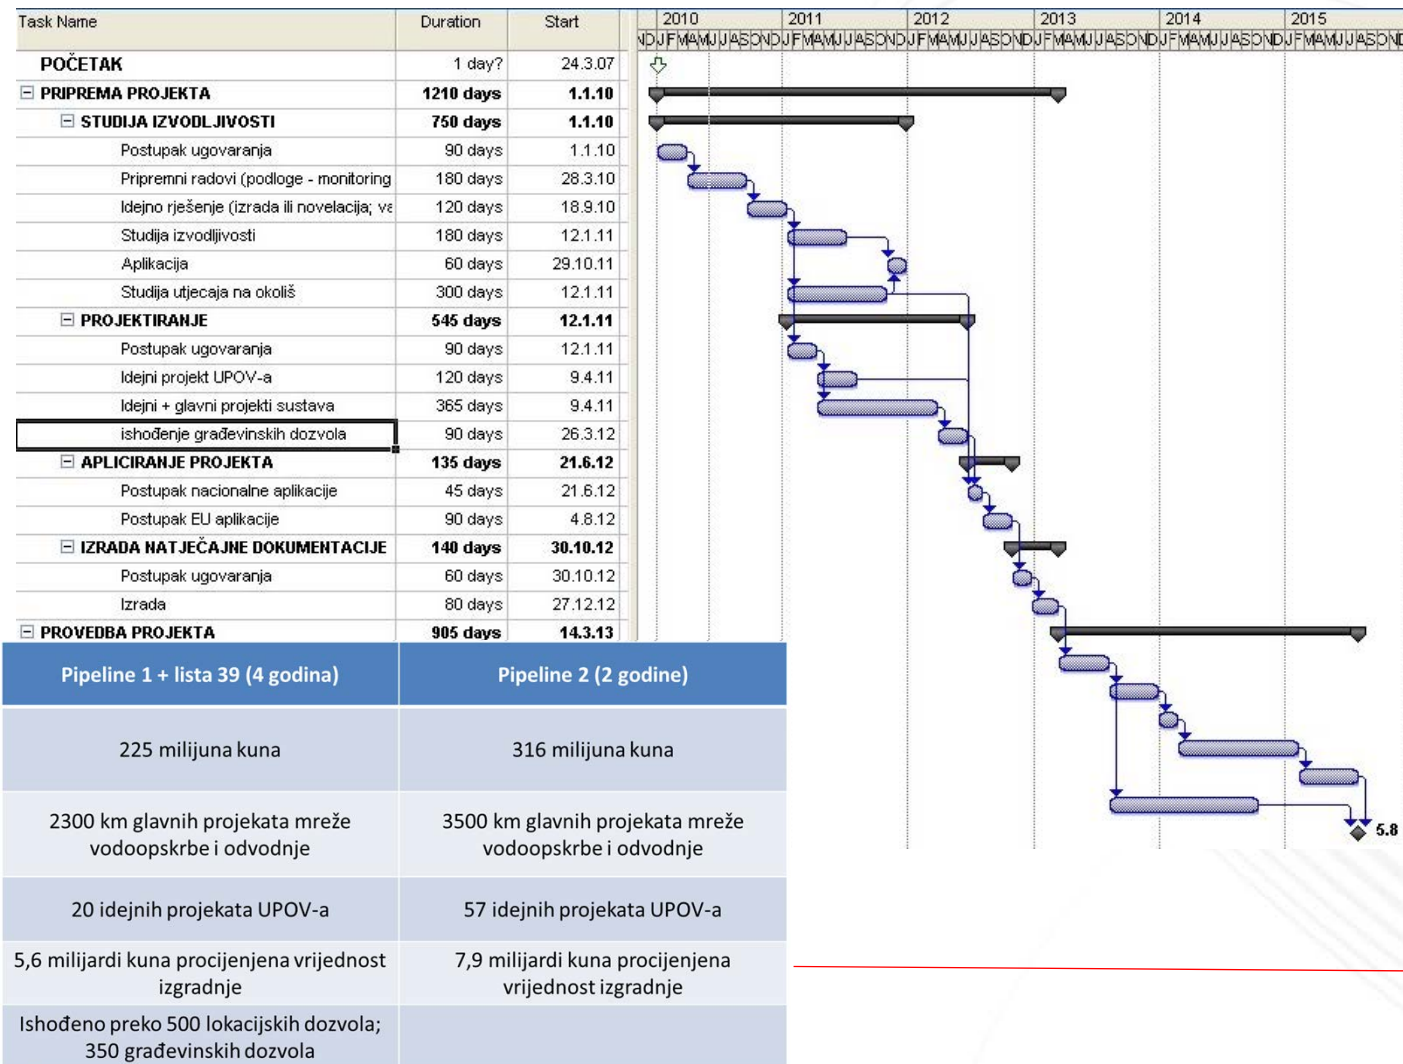 Task Name Duration Start 2010 2011 2012 2013 2014 2015
NDJFMAMJJASONDJFMAMJJASONDJFMAMJJASONDJFMAMJJASONDJFMAMJJASONDJFMAMJJASOND
POČETAK 1 day? 24.3.07
PRIPREMA PROJEKTA 1210 days 1.1.10
STUDIJA IZVODLJIVOSTI 750 days 1.1.10
Postupak ugovaranja 90 days 1.1.10
Pripremni radovi (podloge - monitoring 180 days 28.3.10
Idejno rješenje (izrada ili novelacija; va 120 days 18.9.10
Studija izvodljivosti 180 days 12.1.11
Aplikacija 60 days 29.10.11
Studija utjecaja na okoliš 300 days 12.1.11
PROJEKTIRANJE 545 days 12.1.11
Postupak ugovaranja 90 days 12.1.11
Idejni projekt UPOV-a 120 days 9.4.11
Idejni + glavni projekti sustava 365 days 9.4.11
ishođenje građevinskih dozvola 90 days 26.3.12
APLICIRANJE PROJEKTA 135 days 21.6.12
Postupak nacionalne aplikacije 45 days 21.6.12
Postupak EU aplikacije 90 days 4.8.12
IZRADA NATJEČAJNE DOKUMENTACIJE 140 days 30.10.12
Postupak ugovaranja 60 days 30.10.12
Izrada 80 days 27.12.12
PROVEDBA PROJEKTA 905 days 14.3.13
5.8
Pipeline 1 + lista 39 (4 godina) Pipeline 2 (2 godine)
225 milijuna kuna 316 milijuna kuna
2300 km glavnih projekata mreže 3500 km glavnih projekata mreže
vodoopskrbe i odvodnje vodoopskrbe i odvodnje
20 idejnih projekata UPOV-a 57 idejnih projekata UPOV-a
5,6 milijardi kuna procijenjena vrijednost 7,9 milijardi kuna procijenjena
izgradnje vrijednost izgradnje
Ishođeno preko 500 lokacijskih dozvola;
350 građevinskih dozvola